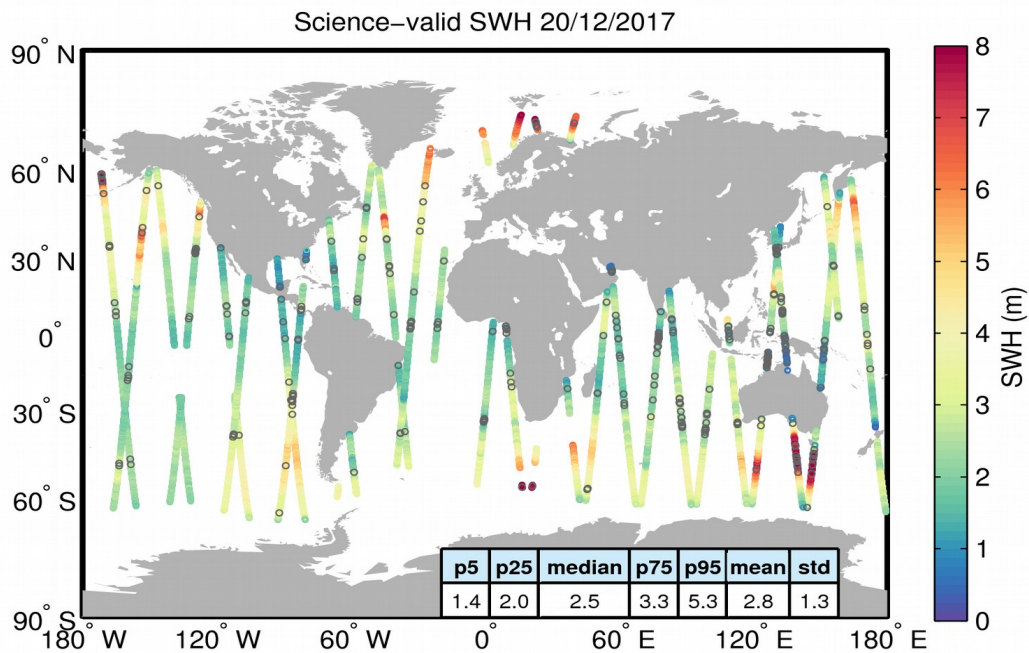 Science−valid SWH 20/12/2017
90° N
60° N
30° N
0°
30° S
60° S
90° S
180° W
120° W
60° W
0°
60° E
120° E
180° E
p5 p25 median p75 p95 mean std
1.4 2.0 2.5 3.3 5.3 2.8 1.3
8
7
6
5
4
3
2
1
0
SWH (m)